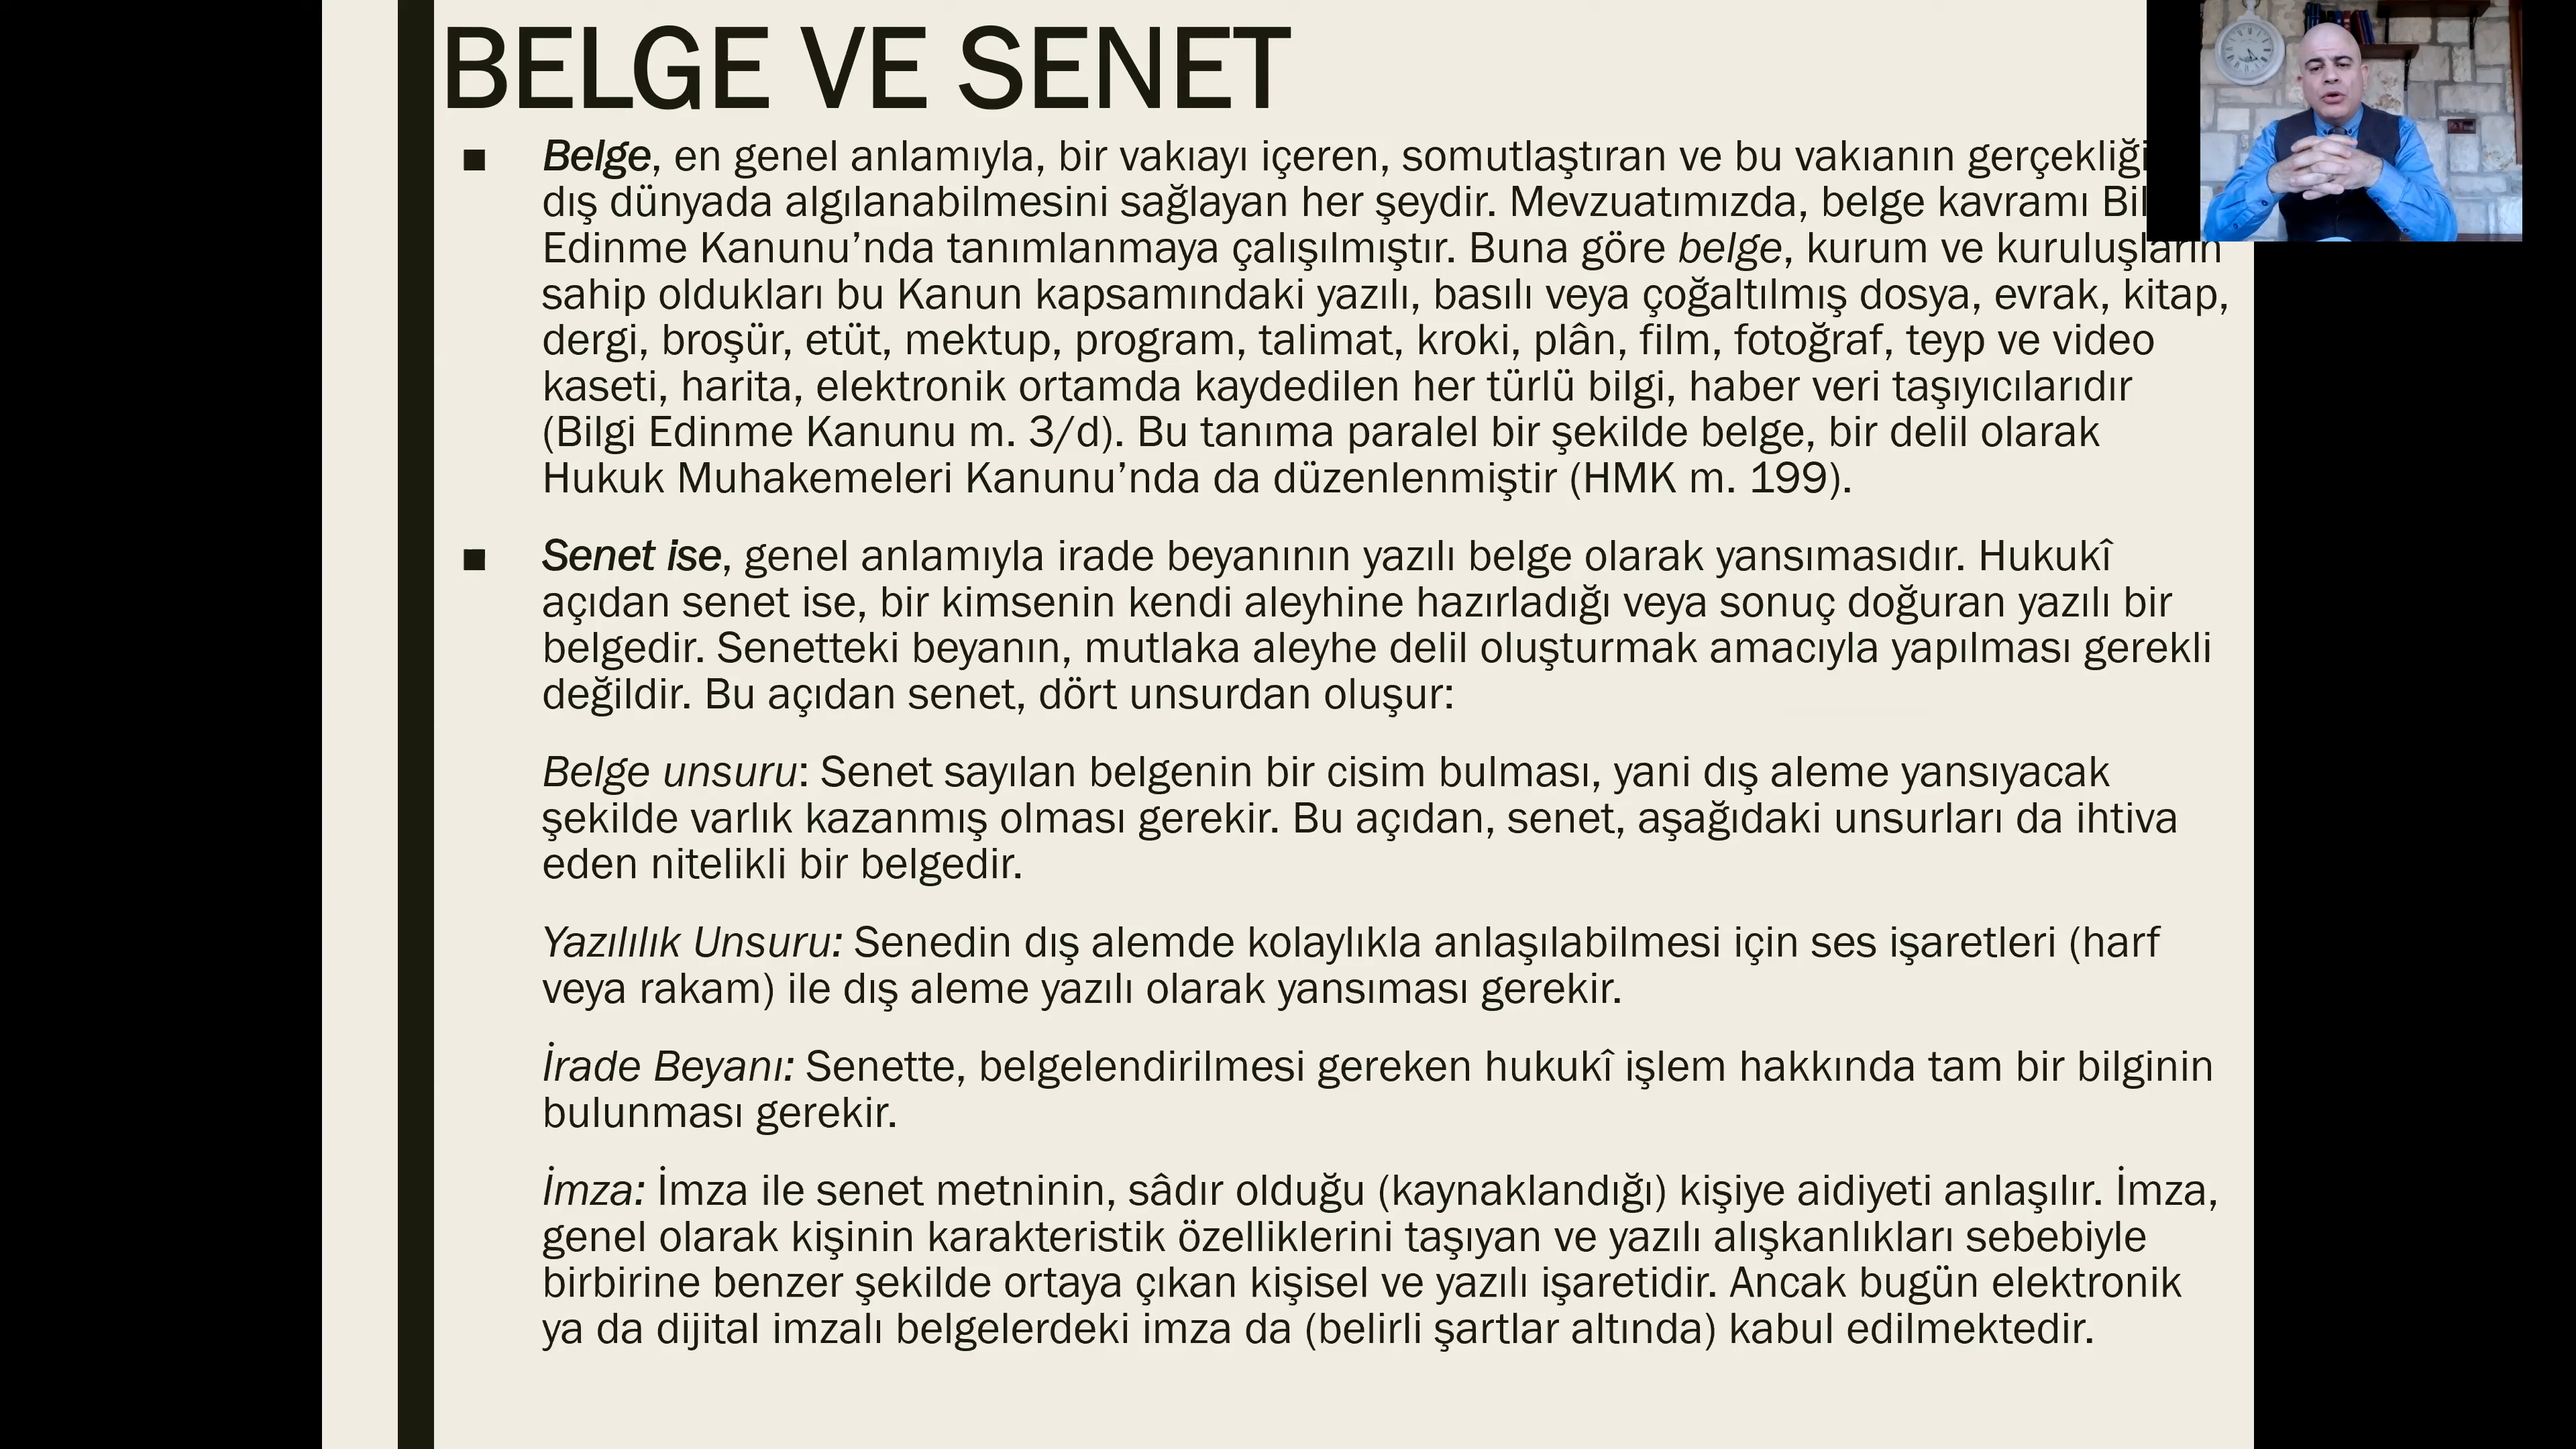 BELGE VE SENET
■ Belge, en genel anlamıyla, bir vakıayı içeren, somutlaştıran ve bu vakıanın
dış dünyada algılanabilmesini sağlayan her şeydir. Mevzuatımızda, belge kavramı
Edinme Kanunu’nda tanımlanmaya çalışılmıştır. Buna göre belge, kurum ve kuruluşların
sahip oldukları bu Kanun kapsamındaki yazılı, basılı veya çoğaltılmış dosya, evrak, kitap,
dergi, broşür, etüt, mektup, program, talimat, kroki, plân, film, fotoğraf, teyp ve video
kaseti, harita, elektronik ortamda kaydedilen her türlü bilgi, haber veri taşıyıcılarıdır
(Bilgi Edinme Kanunu m. 3/d). Bu tanıma paralel bir şekilde belge, bir delil olarak
Hukuk Muhakemeleri Kanunu’nda da düzenlenmiştir (HMK m. 199).
■ Senet ise, genel anlamıyla irade beyanının yazılı belge olarak yansımasıdır. Hukukî
açıdan senet ise, bir kimsenin kendi aleyhine hazırladığı veya sonuç doğuran yazılı bir
belgedir. Senetteki beyanın, mutlaka aleyhe delil oluşturmak amacıyla yapılması gerekli
değildir. Bu açıdan senet, dört unsurdan oluşur:
Belge unsuru: Senet sayılan belgenin bir cisim bulması, yani dış aleme yansıyacak
şekilde varlık kazanmış olması gerekir. Bu açıdan, senet, aşağıdaki unsurları da ihtiva
eden nitelikli bir belgedir.
Yazılılık Unsuru: Senedin dış alemde kolaylıkla anlaşılabilmesi için ses işaretleri (harf
veya rakam) ile dış aleme yazılı olarak yansıması gerekir.
İrade Beyanı: Senette, belgelendirilmesi gereken hukukî işlem hakkında tam bir bilginin
bulunması gerekir.
İmza: İmza ile senet metninin, sâdır olduğu (kaynaklandığı) kişiye aidiyeti anlaşılır. İmza,
genel olarak kişinin karakteristik özelliklerini taşıyan ve yazılı alışkanlıkları sebebiyle
birbirine benzer şekilde ortaya çıkan kişisel ve yazılı işaretidir. Ancak bugün elektronik
ya da dijital imzalı belgelerdeki imza da (belirli şartlar altında) kabul edilmektedir.